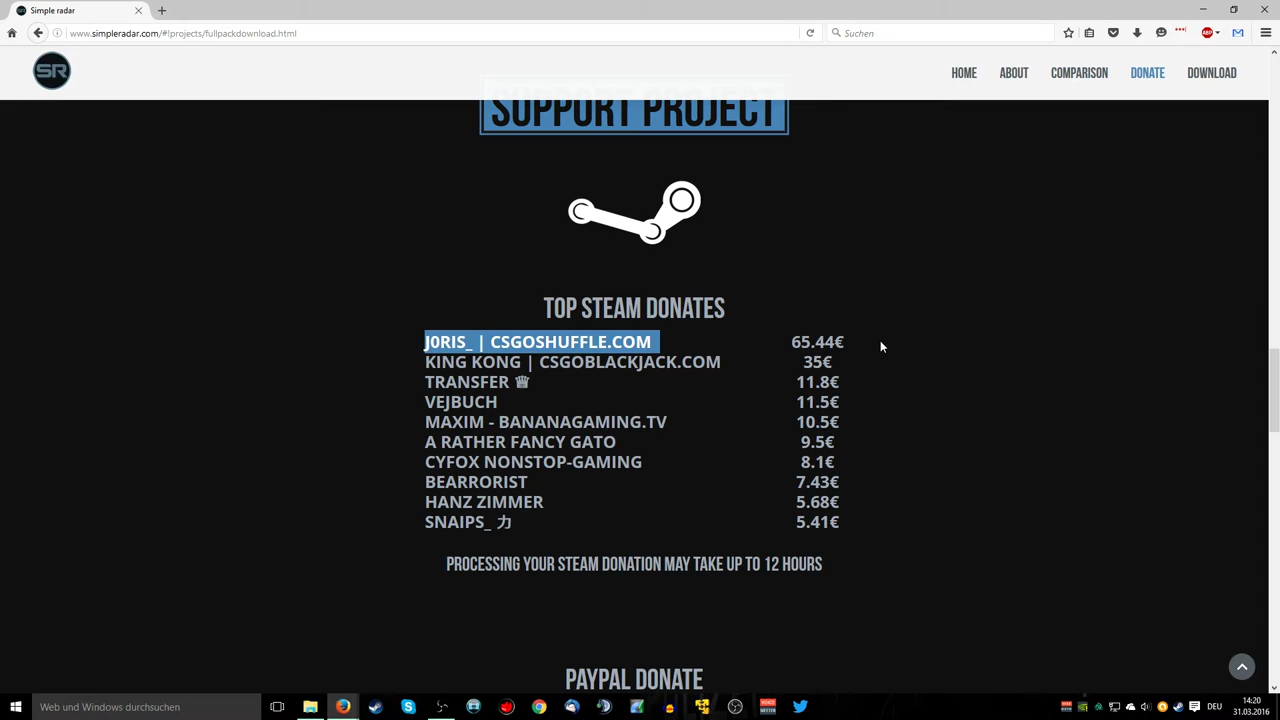 Simple radar
www.simpleradar.com/#!projects/fullpackdownload.html
Suchen
ABP
SR
HOME ABOUT COMPARISON DONATE DOWNLOAD
SUPPORT PROJECT
TOP STEAM DONATES
J0RIS_ | CSGOSHUFFLE.COM 65.44€
KING KONG | CSGOBLACKJACK.COM 35€
TRANSFER ♛ 11.8€
VEJBUCH 11.5€
MAXIM - BANANAGAMING.TV 10.5€
A RATHER FANCY GATO 9.5€
CYFOX NONSTOP-GAMING 8.1€
BEARRORIST 7.43€
HANZ ZIMMER 5.68€
SNAIPS_ 力 5.41€
PROCESSING YOUR STEAM DONATION MAY TAKE UP TO 12 HOURS
PAYPAL DONATE
Web und Windows durchsuchen
DEU
14:20
31.03.2016